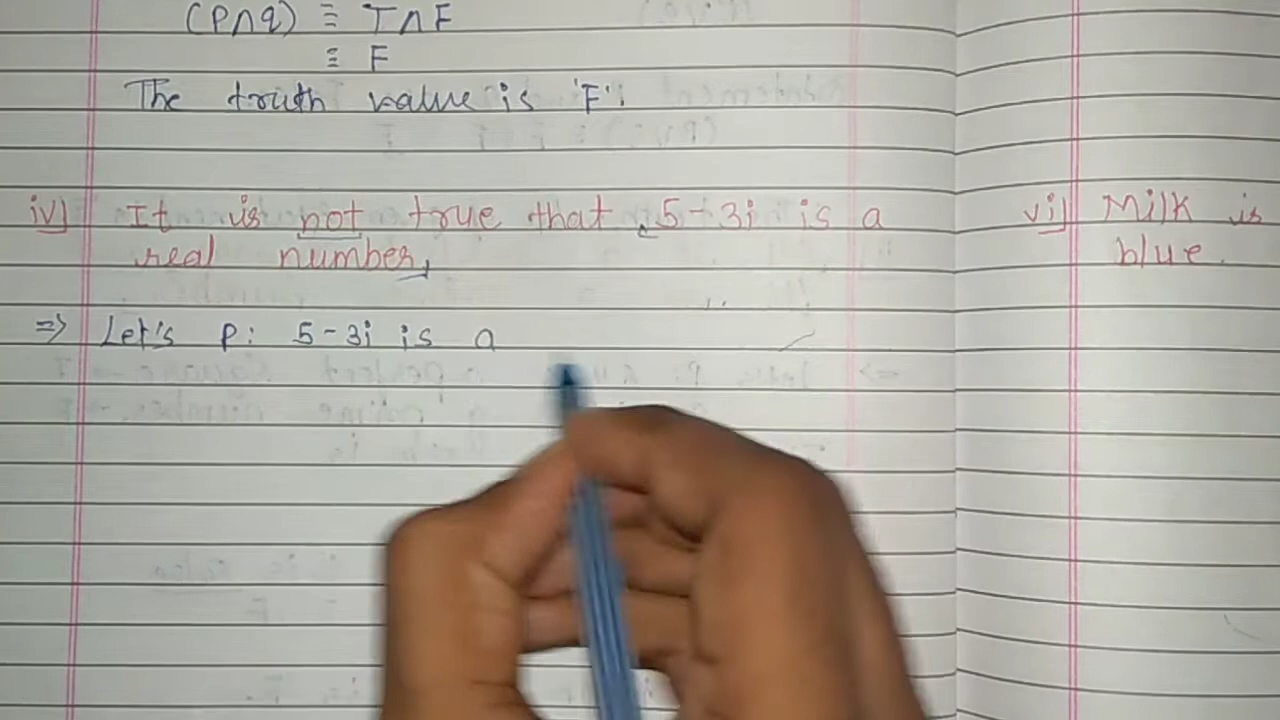 (p∧q) ≡ T∧F
≡ F
The truth value is 'F'.
iv] It is not true that 5-3i is a
real number,
⇒ Let's p: 5-3i is a
vi] Milk is
blue.